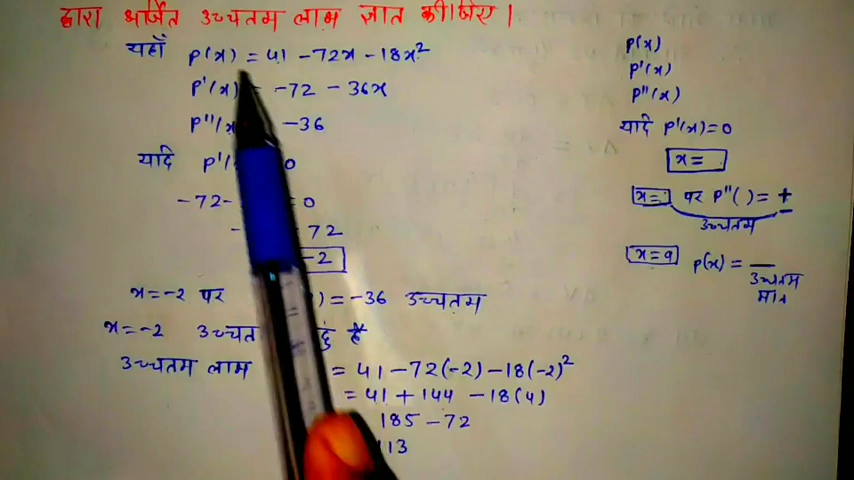 द्वारा अर्जित उच्चतम लाभ ज्ञात कीजिए।
यहाँ p(x) = 41 - 72x - 18x²
p'(x) = -72 - 36x
p''(x -36
यदि p'( 0
-72- = 0
- 72
-2
x=-2 पर ) = -36 उच्चतम
x=-2 उच्चत दु है
उच्चतम लाभ = 41 - 72(-2) - 18(-2)²
= 41 + 144 - 18(4)
185 - 72
113
p(x)
p'(x)
p''(x)
यदि p'(x)=0
x=
x= पर p''( ) = +
-
उच्चतम
x=a p(x) =
उच्चतम
मान